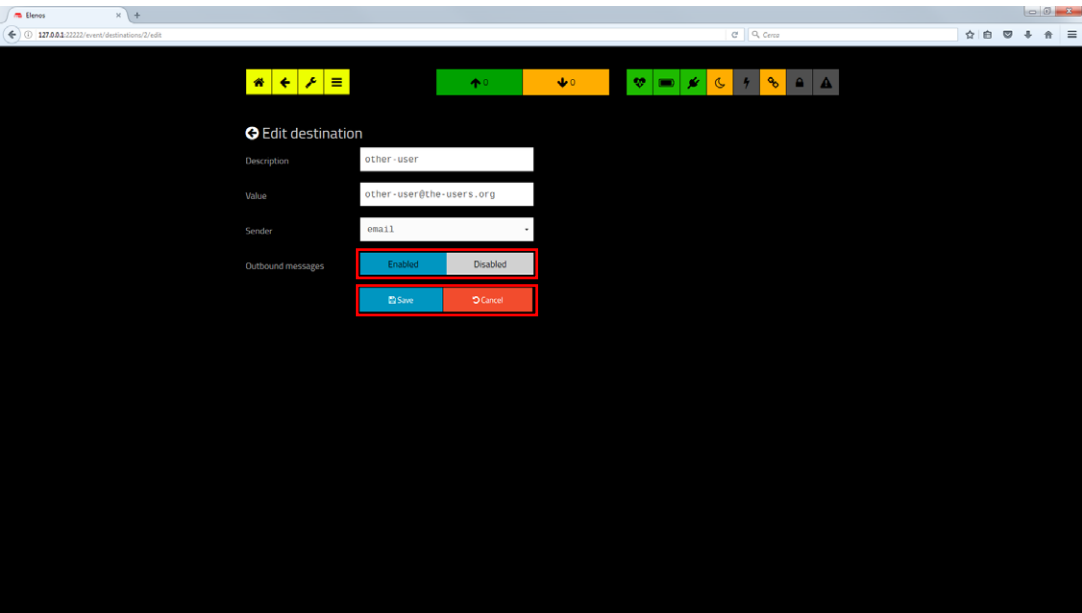 Elenos
127.0.0.1:22222/event/destinations/2/edit
Cerca
0
0
Edit destination
Description
other-user
Value
other-user@the-users.org
Sender
email
Outbound messages
Enabled
Disabled
Save
Cancel